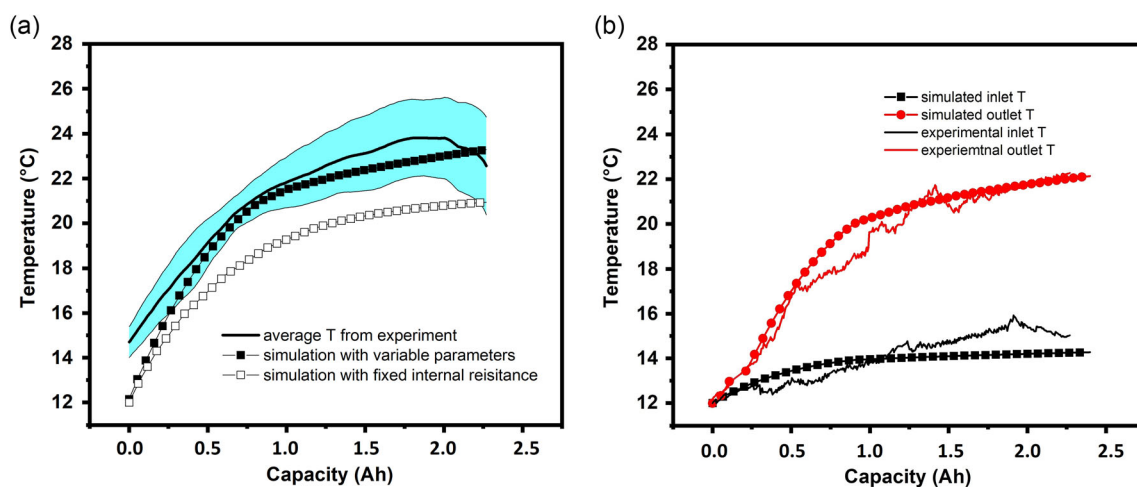 (a)
28
26
24
22
20
18
16
14
12
Temperature (°C)
average T from experiment
simulation with variable parameters
simulation with fixed internal reisitance
0.0 0.5 1.0 1.5 2.0 2.5
Capacity (Ah)
(b)
28
26
24
22
20
18
16
14
12
Temperature (°C)
simulated inlet T
simulated outlet T
experimental inlet T
experiemtnal outlet T
0.0 0.5 1.0 1.5 2.0 2.5
Capacity (Ah)